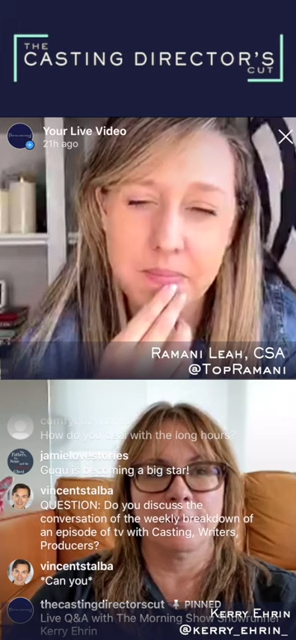 THE
CASTING DIRECTOR'S
CUT
Your Live Video
21h ago
RAMANI LEAH, CSA
@TOPRAMANI
How do you deal with the long hours?
jamielovestories
Gugu is becoming a big star!
vincentstalba
QUESTION: Do you discuss the
conversation of the weekly breakdown of
an episode of tv with Casting, Writers,
Producers?
vincentstalba
*Can you*
thecastingdirectorscut PINNED
Live Q&A with The Morning Show Showrunner
Kerry Ehrin
KERRY EHRIN
@KERRY_EHRIN_